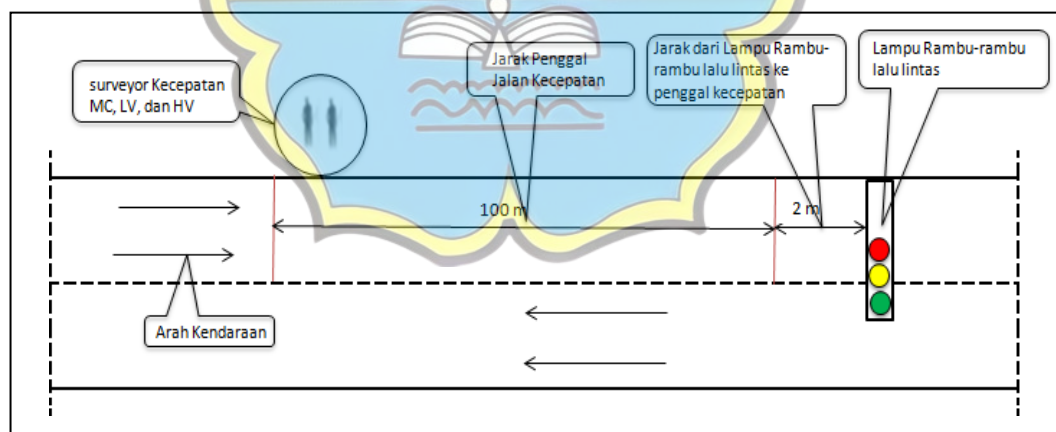 surveyor Kecepatan
MC, LV, dan HV
Jarak Penggal
Jalan Kecepatan
Jarak dari Lampu Rambu-
rambu lalu lintas ke
penggal kecepatan
Lampu Rambu-rambu
lalu lintas
100 m
2 m
Arah Kendaraan